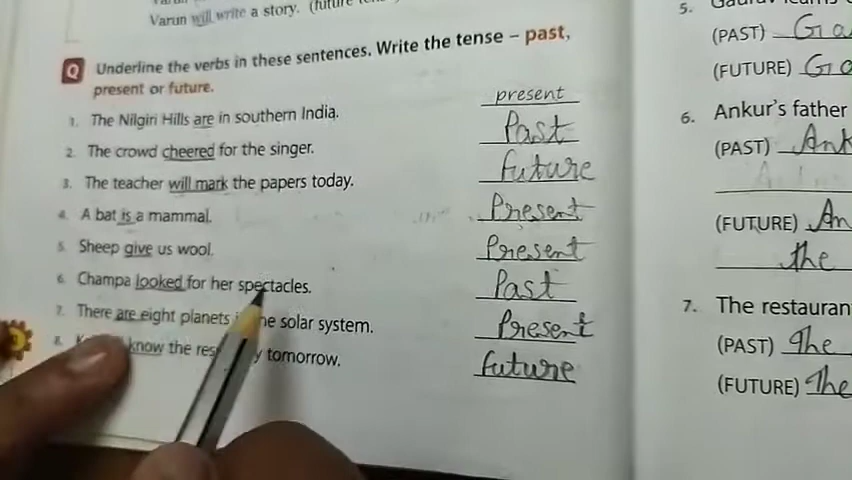 Varun will write a story. (future
Q Underline the verbs in these sentences. Write the tense – past,
present or future.
1. The Nilgiri Hills are in southern India. present
2. The crowd cheered for the singer. Past
3. The teacher will mark the papers today. future
4. A bat is a mammal. Present
5. Sheep give us wool. Present
6. Champa looked for her spectacles. Past
7. There are eight planets the solar system. Present
8. know the tomorrow. future
5.
(PAST)
(FUTURE)
6. Ankur's father
(PAST)
(FUTURE) An
the
7. The restauran
(PAST) The
(FUTURE) The